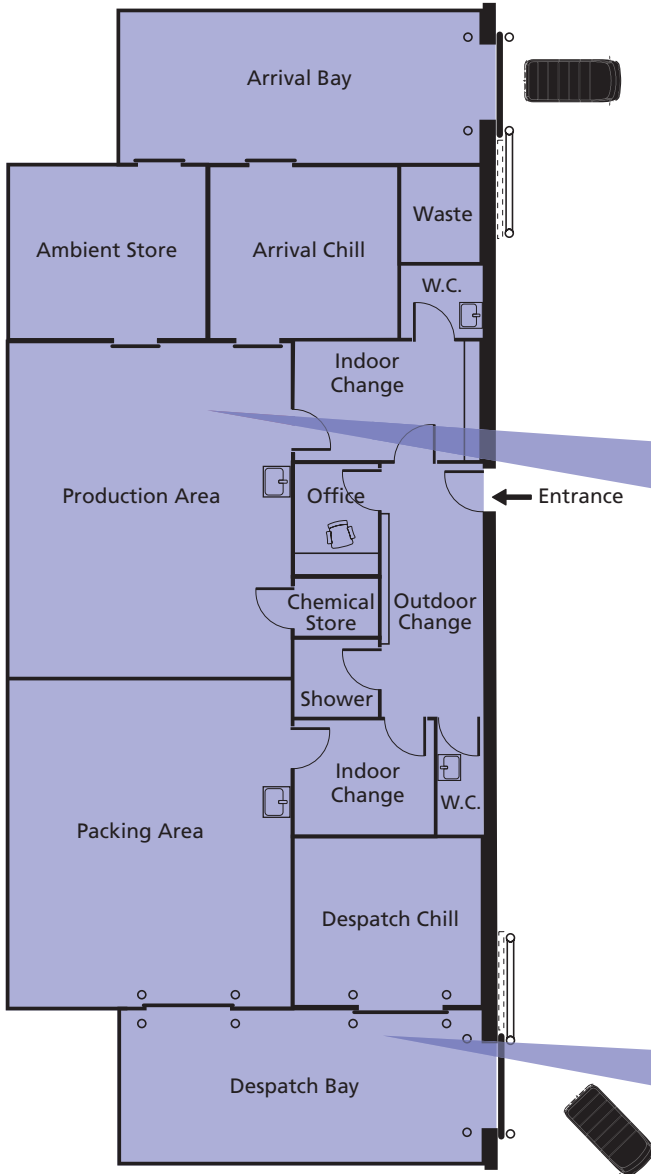 Arrival Bay
Ambient Store
Arrival Chill
Waste
W.C.
Indoor
Change
Production Area
Office
Entrance
Chemical
Store
Outdoor
Change
Shower
Indoor
Change
W.C.
Packing Area
Despatch Chill
Despatch Bay